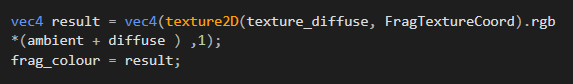 vec4 result = vec4(texture2D(texture_diffuse, FragTextureCoord).rgb
*(ambient + diffuse ) ,1);
frag_colour = result;